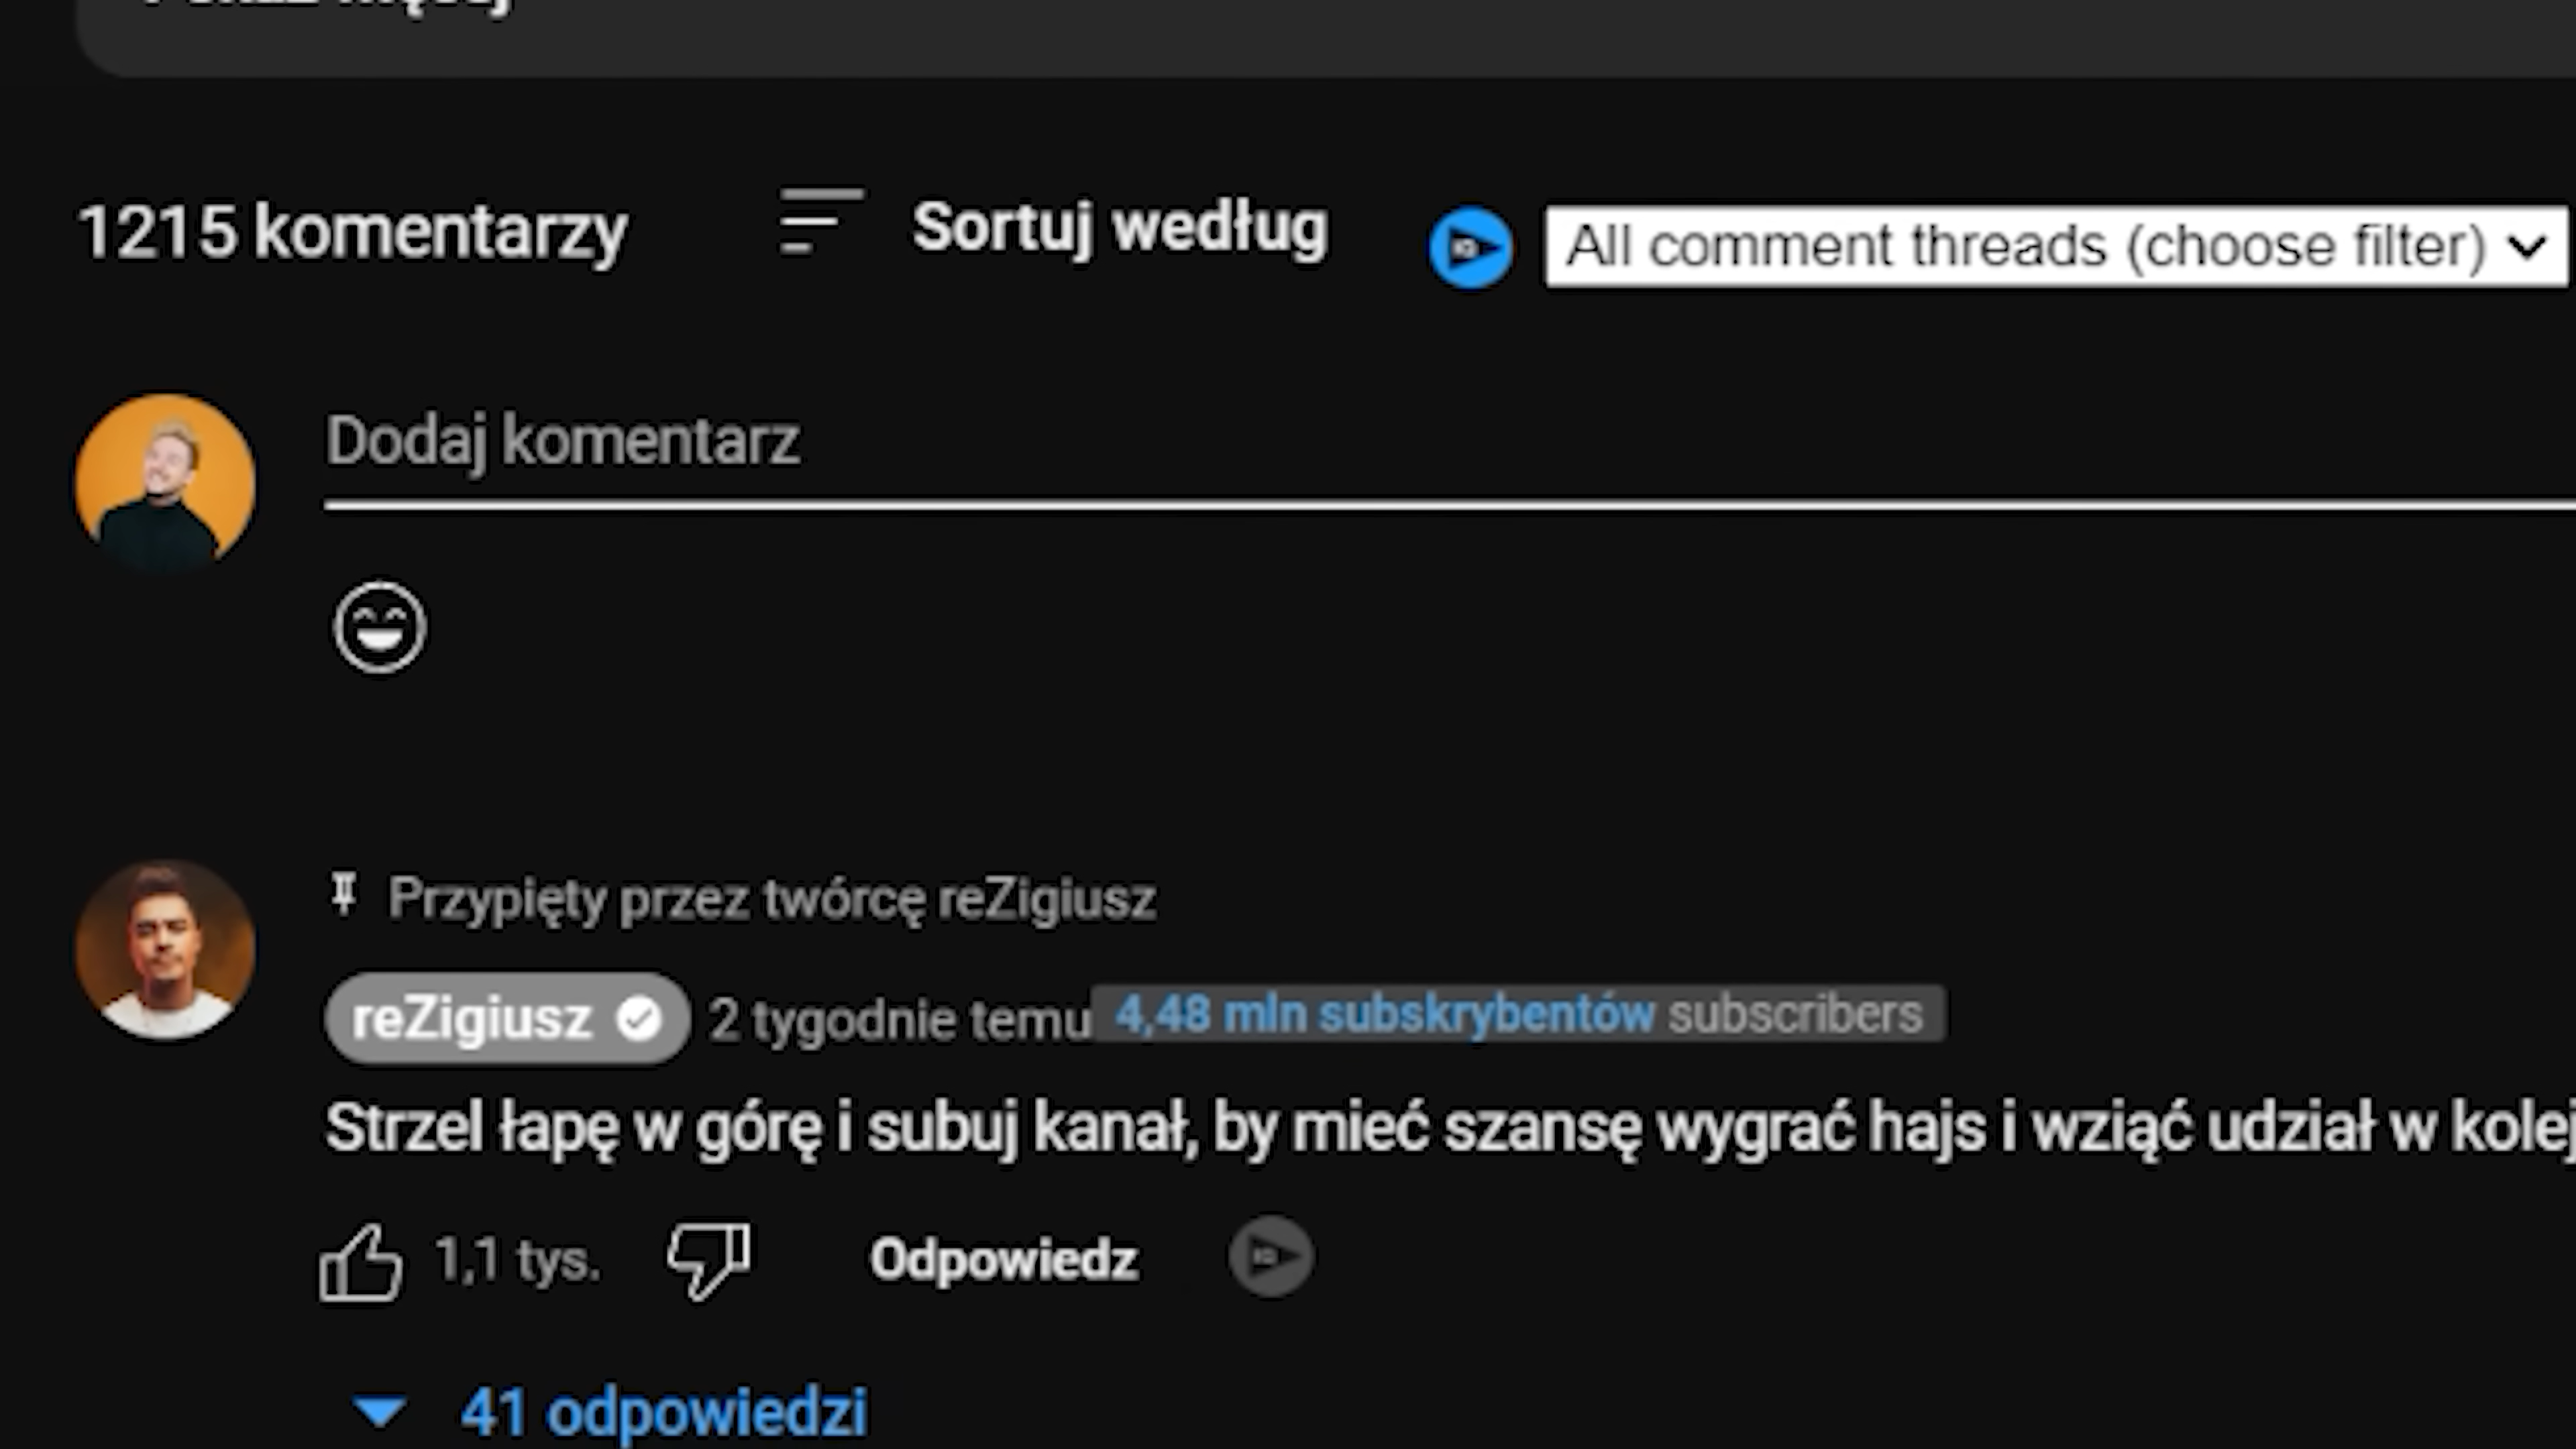 1215 komentarzy
Sortuj według
All comment threads (choose filter)
Dodaj komentarz
Przypięty przez twórcę reZigiusz
reZigiusz 2 tygodnie temu 4,48 mln subskrybentów subscribers
Strzel łapę w górę i subuj kanał, by mieć szansę wygrać hajs i wziąć udział w kolej
1,1 tys.
Odpowiedz
41 odpowiedzi